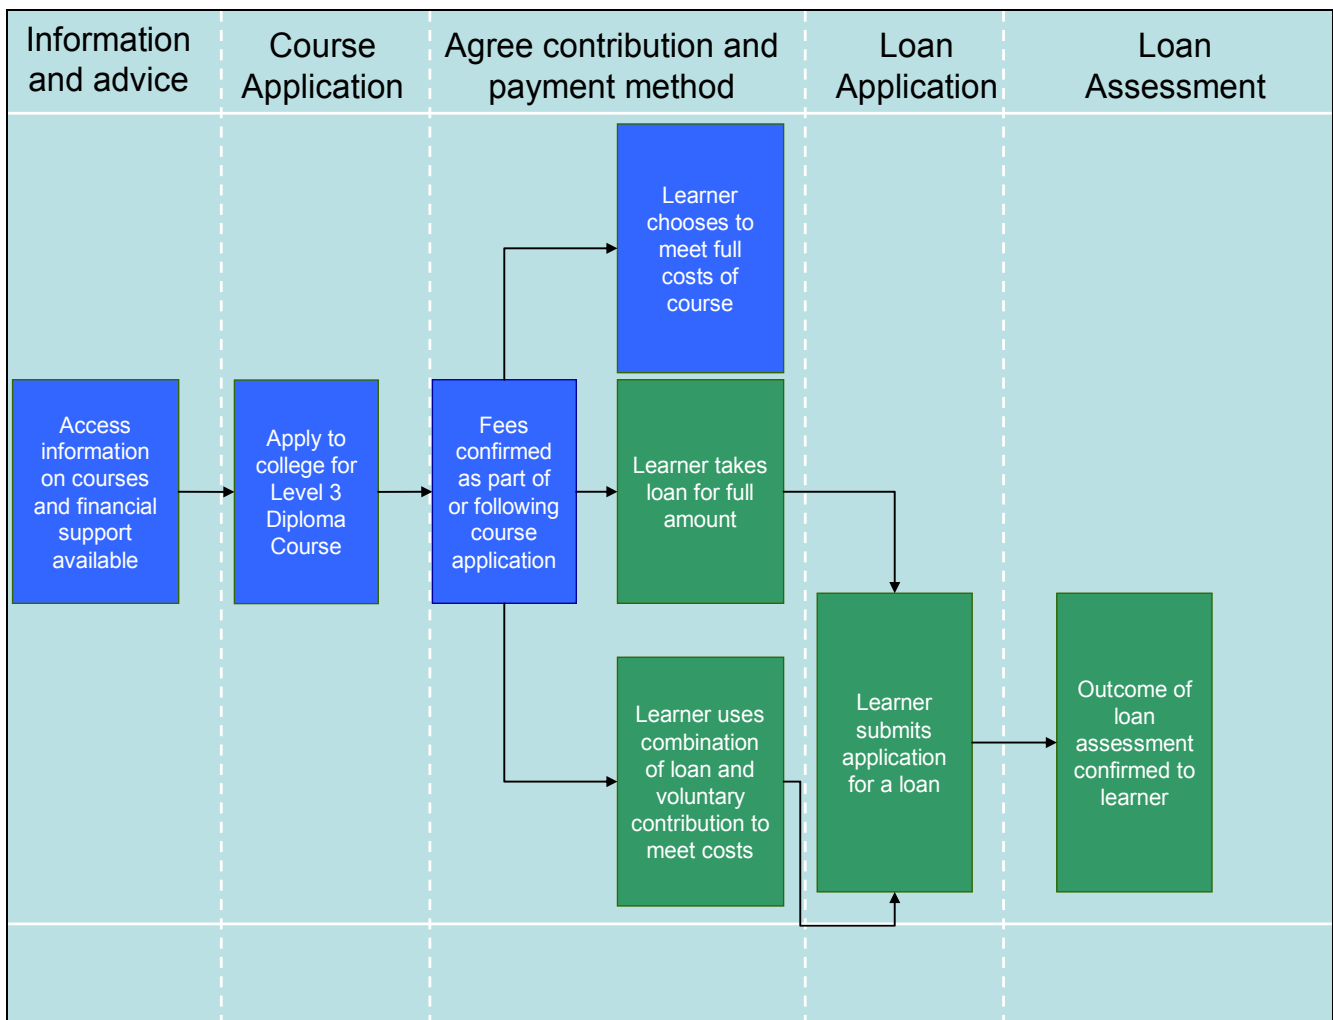 Information
and advice
Course
Application
Agree contribution and
payment method
Loan
Application
Loan
Assessment
Learner
chooses to
meet full
costs of
course
Access
information
on courses
and financial
support
available
Apply to
college for
Level 3
Diploma
Course
Fees
confirmed
as part of
or following
course
application
Learner takes
loan for full
amount
Learner uses
combination
of loan and
voluntary
contribution to
meet costs
Learner
submits
application
for a loan
Outcome of
loan
assessment
confirmed to
learner